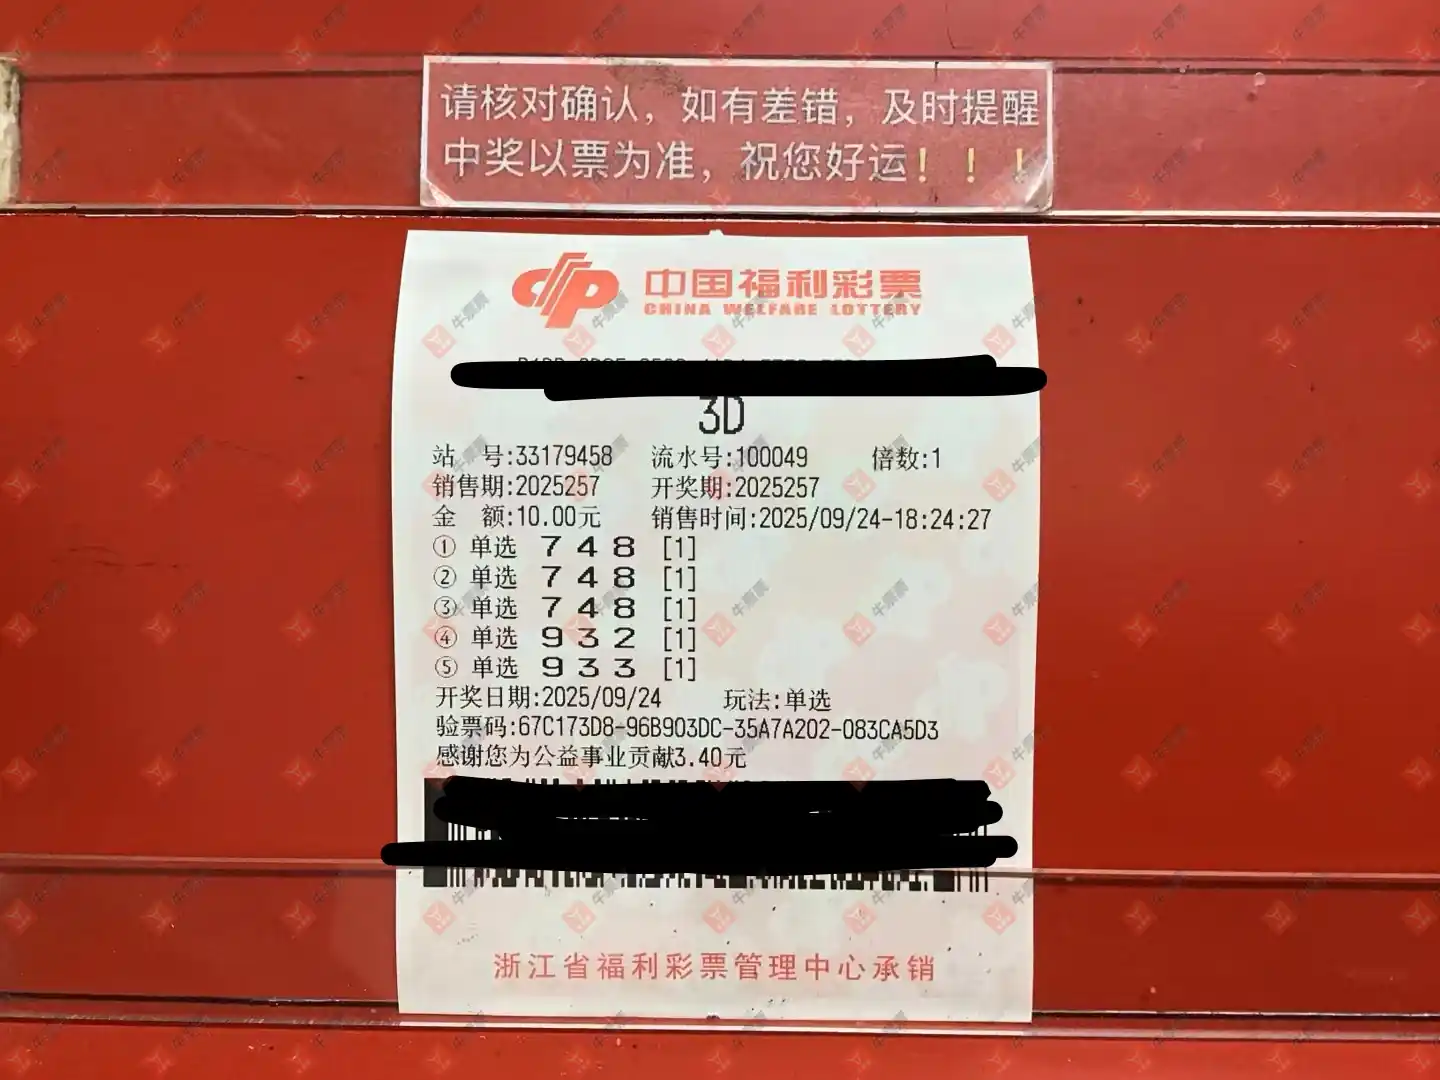 请核对确认，如有差错，及时提醒
中奖以票为准，祝您好运！！！
中国福利彩票
CHINA WELFARE LOTTERY
3D
站 号:33179458 流水号:100049 倍数:1
销售期:2025257 开奖期:2025257
金 额:10.00元 销售时间:2025/09/24-18:24:27
① 单选 7 4 8 [1]
② 单选 7 4 8 [1]
③ 单选 7 4 8 [1]
④ 单选 9 3 2 [1]
⑤ 单选 9 3 3 [1]
开奖日期:2025/09/24 玩法:单选
验票码:67C173D8-96B903DC-35A7A202-083CA5D3
感谢您为公益事业贡献3.40元
浙江省福利彩票管理中心承销